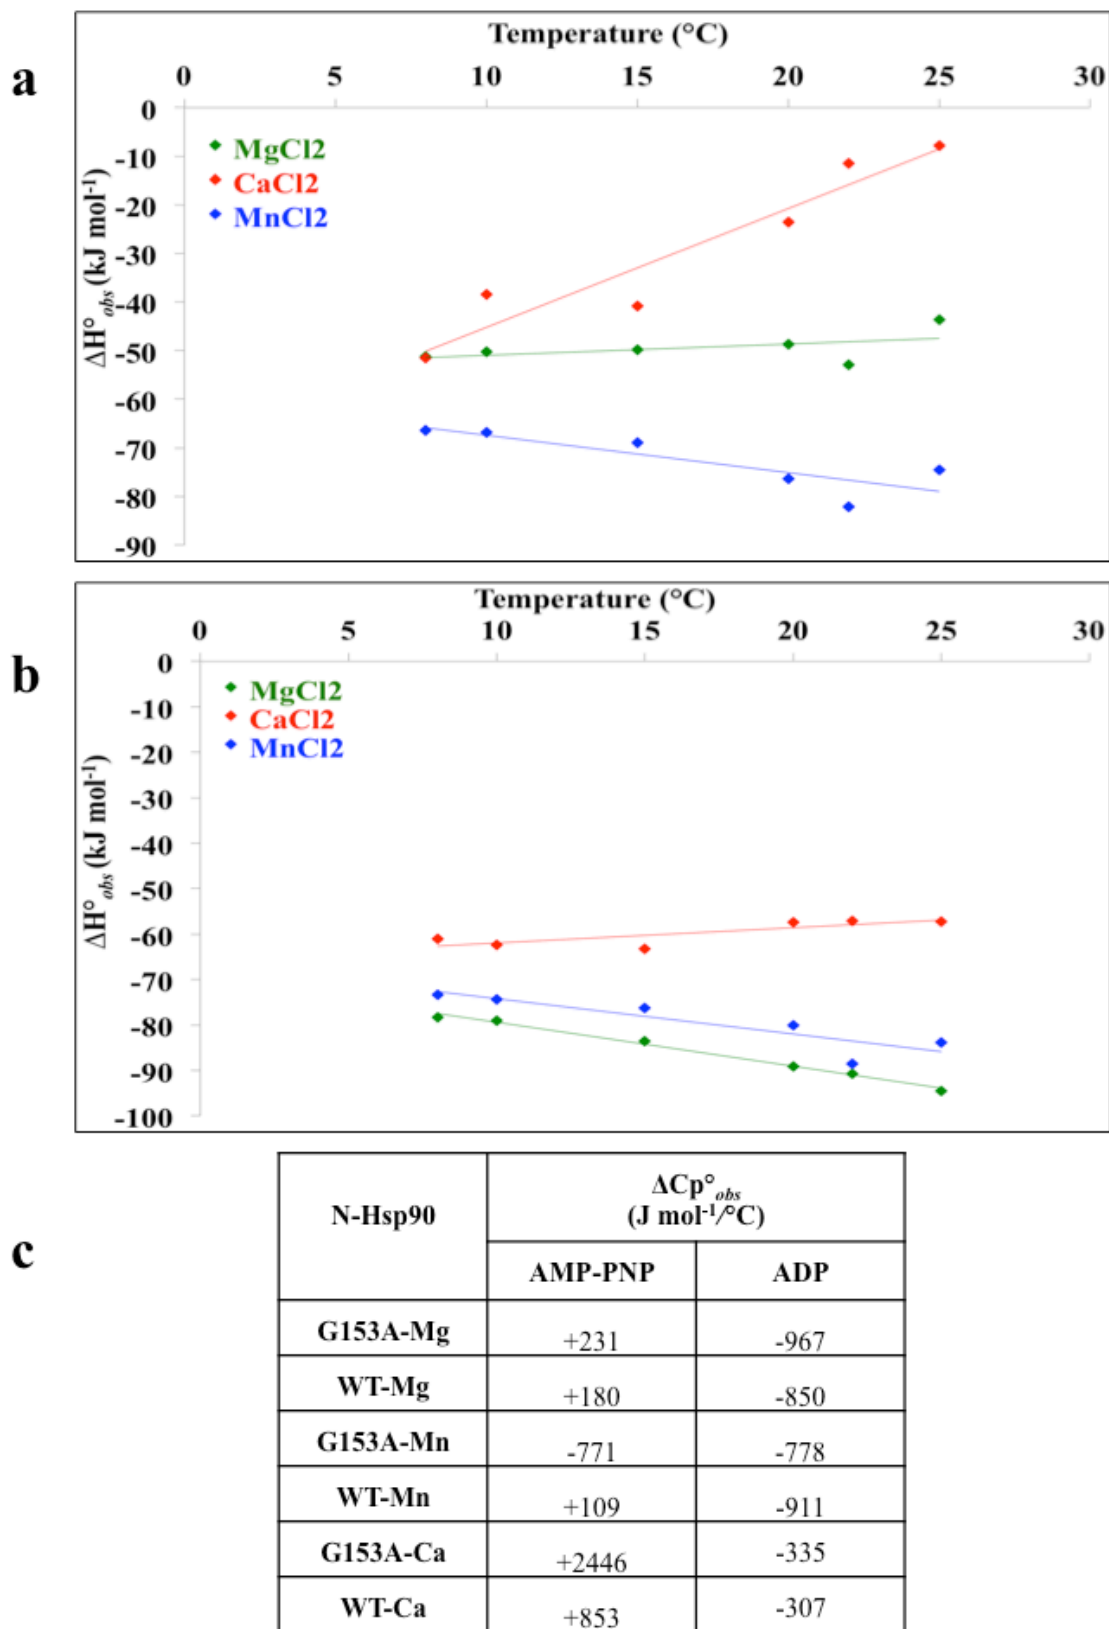 a
Temperature (°C)
0 5 10 15 20 25 30
ΔH°obs (kJ mol-1)
0
-10
-20
-30
-40
-50
-60
-70
-80
-90
MgCl2
CaCl2
MnCl2
b
Temperature (°C)
0 5 10 15 20 25 30
ΔH°obs (kJ mol-1)
0
-10
-20
-30
-40
-50
-60
-70
-80
-90
-100
MgCl2
CaCl2
MnCl2
c
N-Hsp90
ΔCp°obs
(J mol-1/°C)
AMP-PNP ADP
G153A-Mg +231 -967
WT-Mg +180 -850
G153A-Mn -771 -778
WT-Mn +109 -911
G153A-Ca +2446 -335
WT-Ca +853 -307